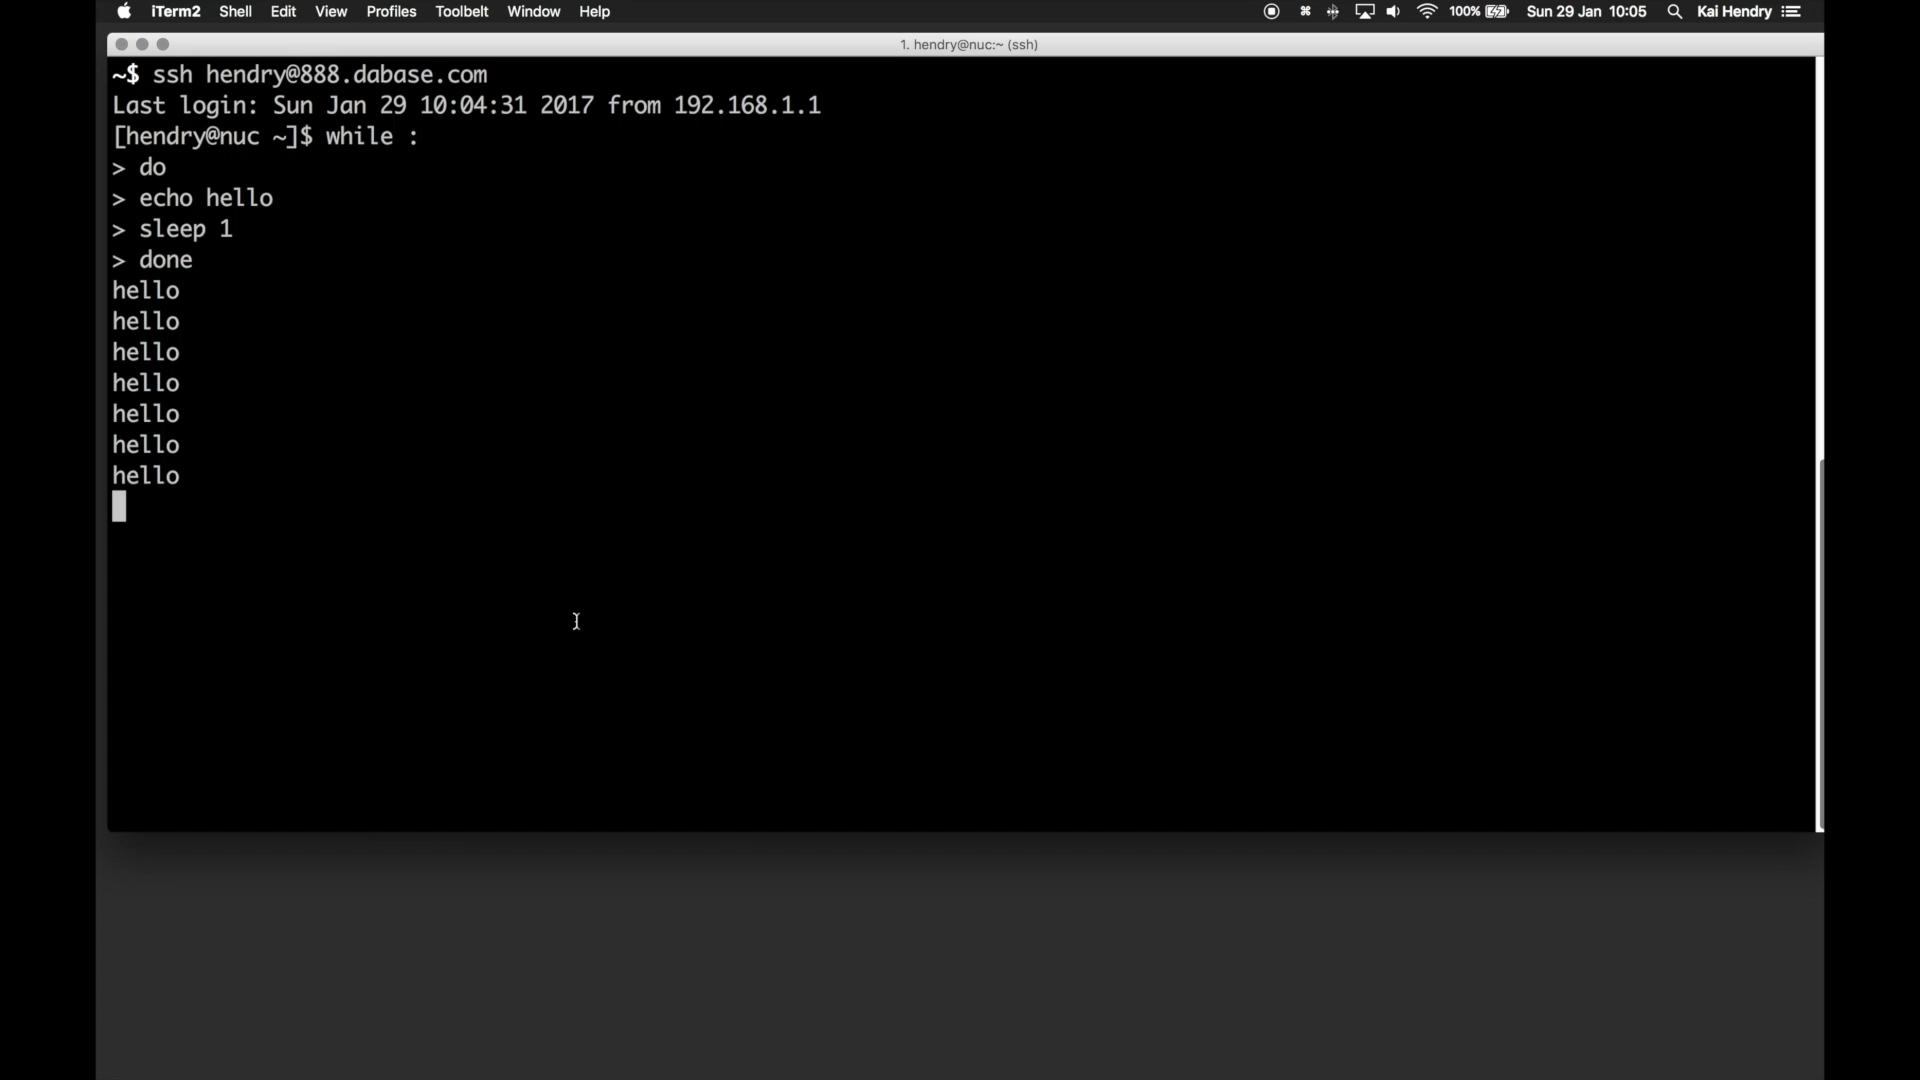 iTerm2 Shell Edit View Profiles Toolbelt Window Help 100% Sun 29 Jan 10:05 Kai Hendry
1. hendry@nuc:~ (ssh)
~$ ssh hendry@888.dabase.com
Last login: Sun Jan 29 10:04:31 2017 from 192.168.1.1
[hendry@nuc ~]$ while :
> do
> echo hello
> sleep 1
> done
hello
hello
hello
hello
hello
hello
hello